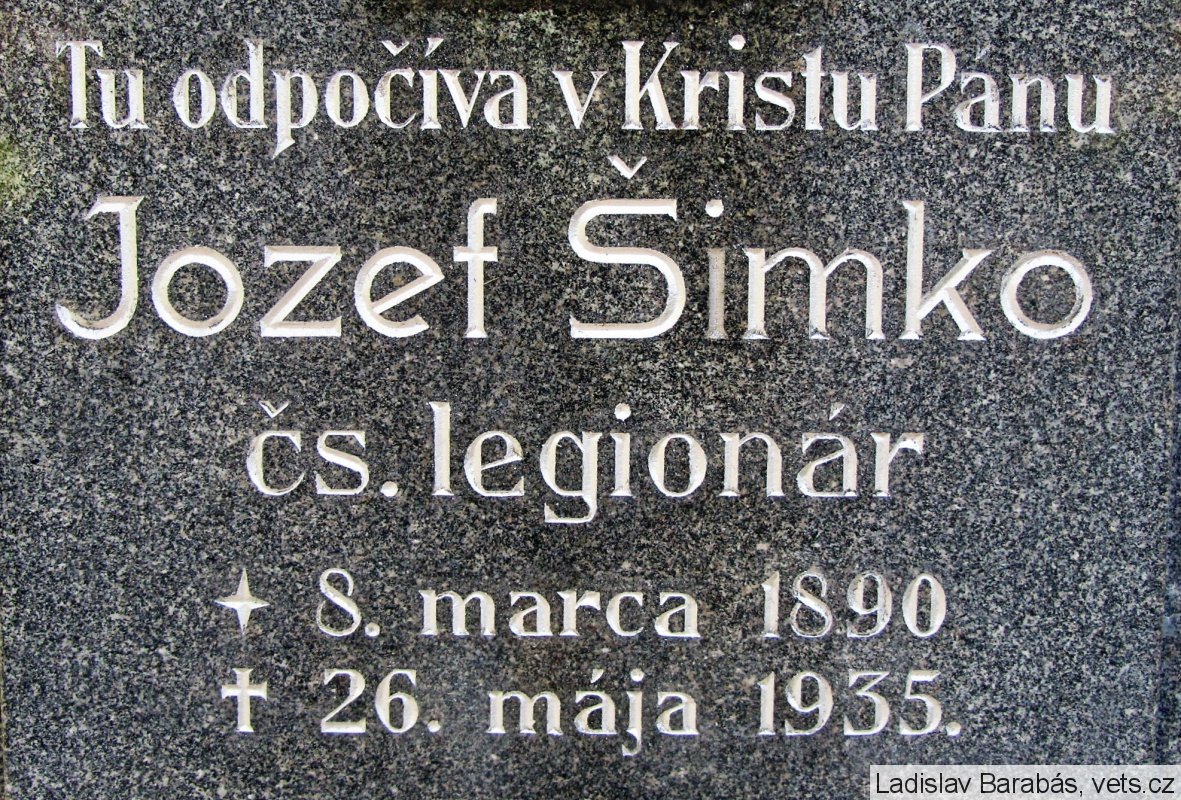 Tu odpočíva v Kristu Pánu
Jozef Šimko
čs. legionár
✦ 8. marca 1890
✝ 26. mája 1935.
Ladislav Barabás, vets.cz